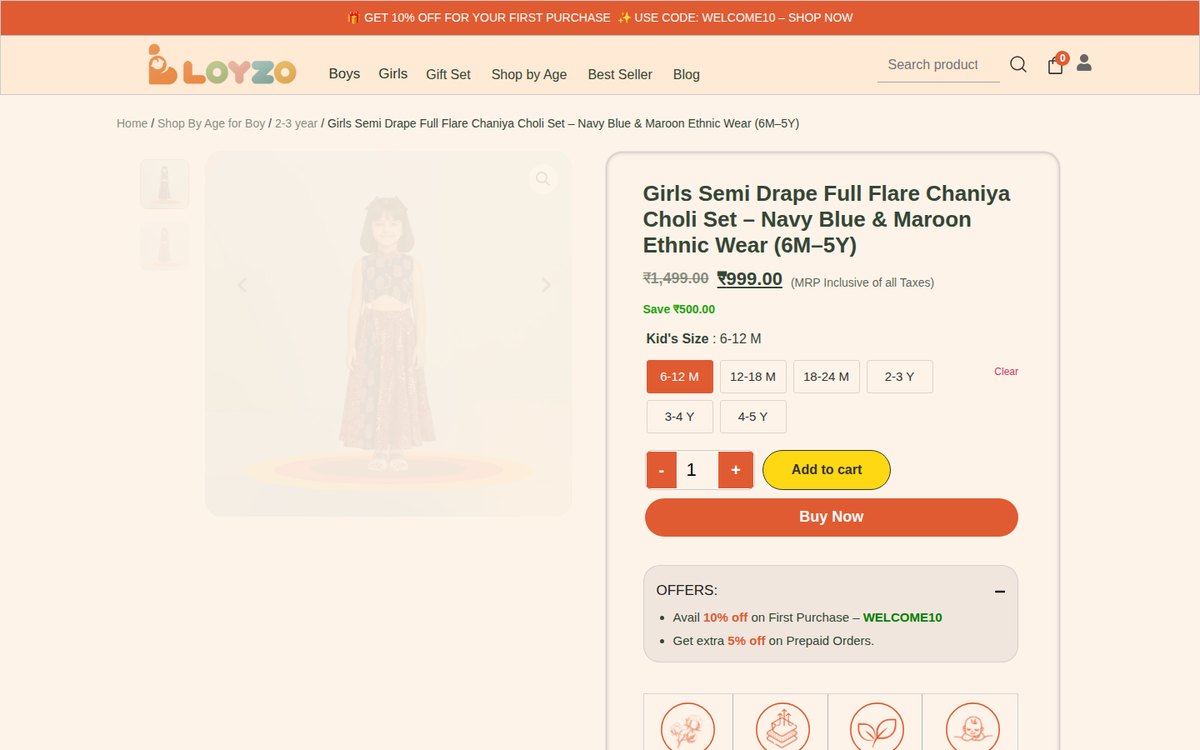 🎁 GET 10% OFF FOR YOUR FIRST PURCHASE ✨ USE CODE: WELCOME10 – SHOP NOW
LOYZO
Boys
Girls
Gift Set
Shop by Age
Best Seller
Blog
Search product
0
Home / Shop By Age for Boy / 2-3 year / Girls Semi Drape Full Flare Chaniya Choli Set – Navy Blue & Maroon Ethnic Wear (6M–5Y)
Girls Semi Drape Full Flare Chaniya
Choli Set – Navy Blue & Maroon
Ethnic Wear (6M–5Y)
₹1,499.00 ₹999.00 (MRP Inclusive of all Taxes)
Save ₹500.00
Kid's Size : 6-12 M
6-12 M
12-18 M
18-24 M
2-3 Y
Clear
3-4 Y
4-5 Y
- 1 +
Add to cart
Buy Now
OFFERS:
• Avail 10% off on First Purchase – WELCOME10
• Get extra 5% off on Prepaid Orders.